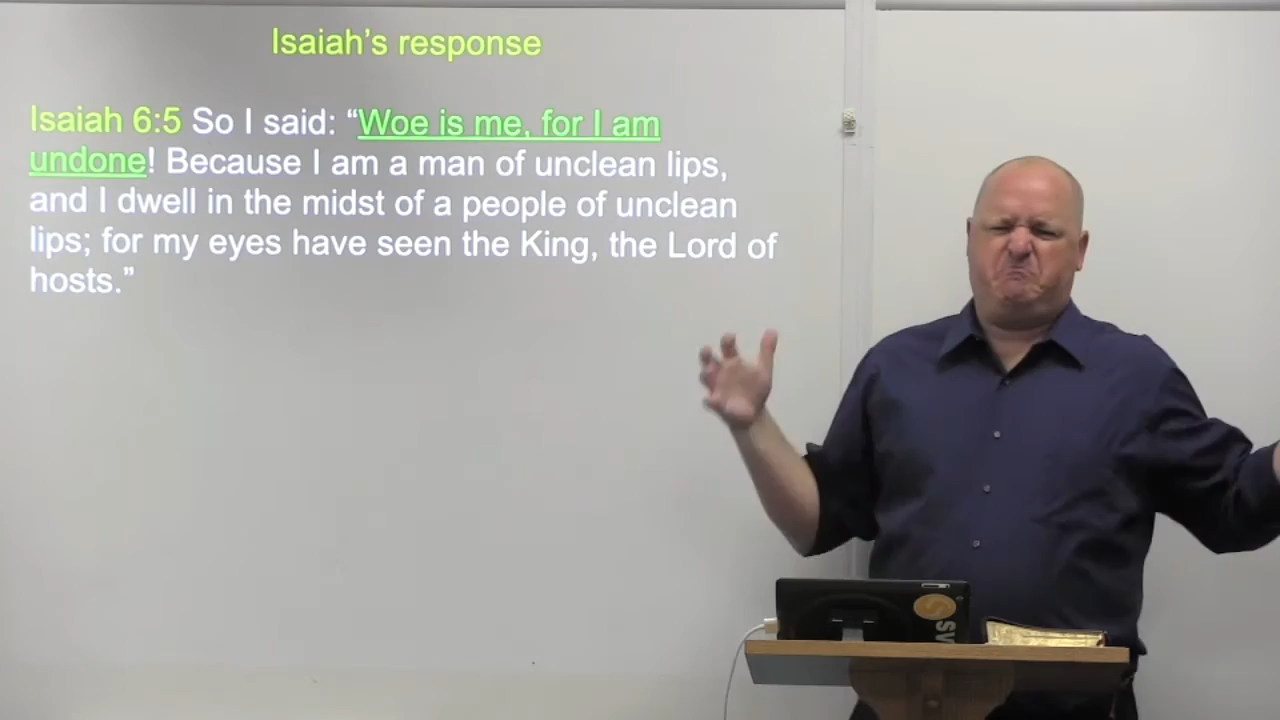 Isaiah’s response
Isaiah 6:5 So I said: “Woe is me, for I am
undone! Because I am a man of unclean lips,
and I dwell in the midst of a people of unclean
lips; for my eyes have seen the King, the Lord of
hosts.”
S
SV